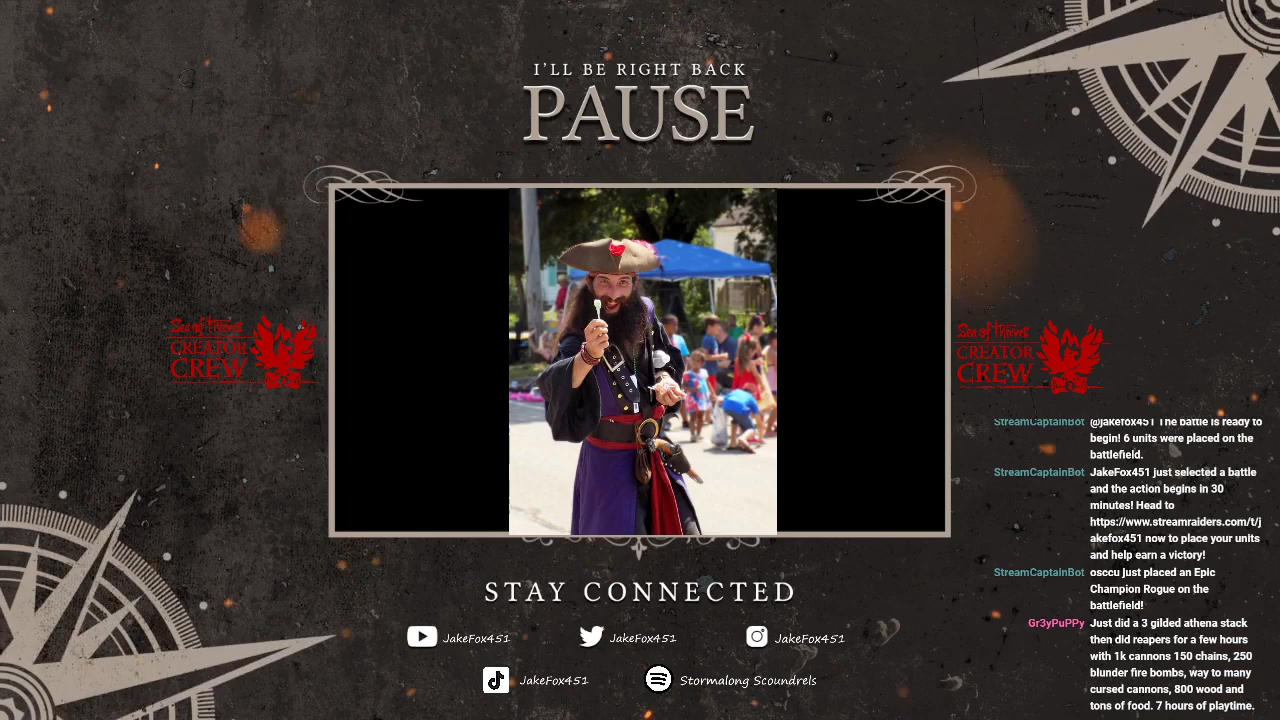 I'LL BE RIGHT BACK
PAUSE
Sea of Thieves
CREATOR
CREW
Sea of Thieves
CREATOR
CREW
StreamCaptainBot @jakefox451 The battle is ready to
begin! 6 units were placed on the
battlefield.
StreamCaptainBot JakeFox451 just selected a battle
and the action begins in 30
minutes! Head to
https://www.streamraiders.com/t/j
akefox451 now to place your units
and help earn a victory!
StreamCaptainBot osccu just placed an Epic
Champion Rogue on the
battlefield!
Gr3yPuPPy Just did a 3 gilded athena stack
then did reapers for a few hours
with 1k cannons 150 chains, 250
blunder fire bombs, way to many
cursed cannons, 800 wood and
tons of food. 7 hours of playtime.
STAY CONNECTED
JakeFox451 JakeFox451 JakeFox451
JakeFox451 Stormalong Scoundrels